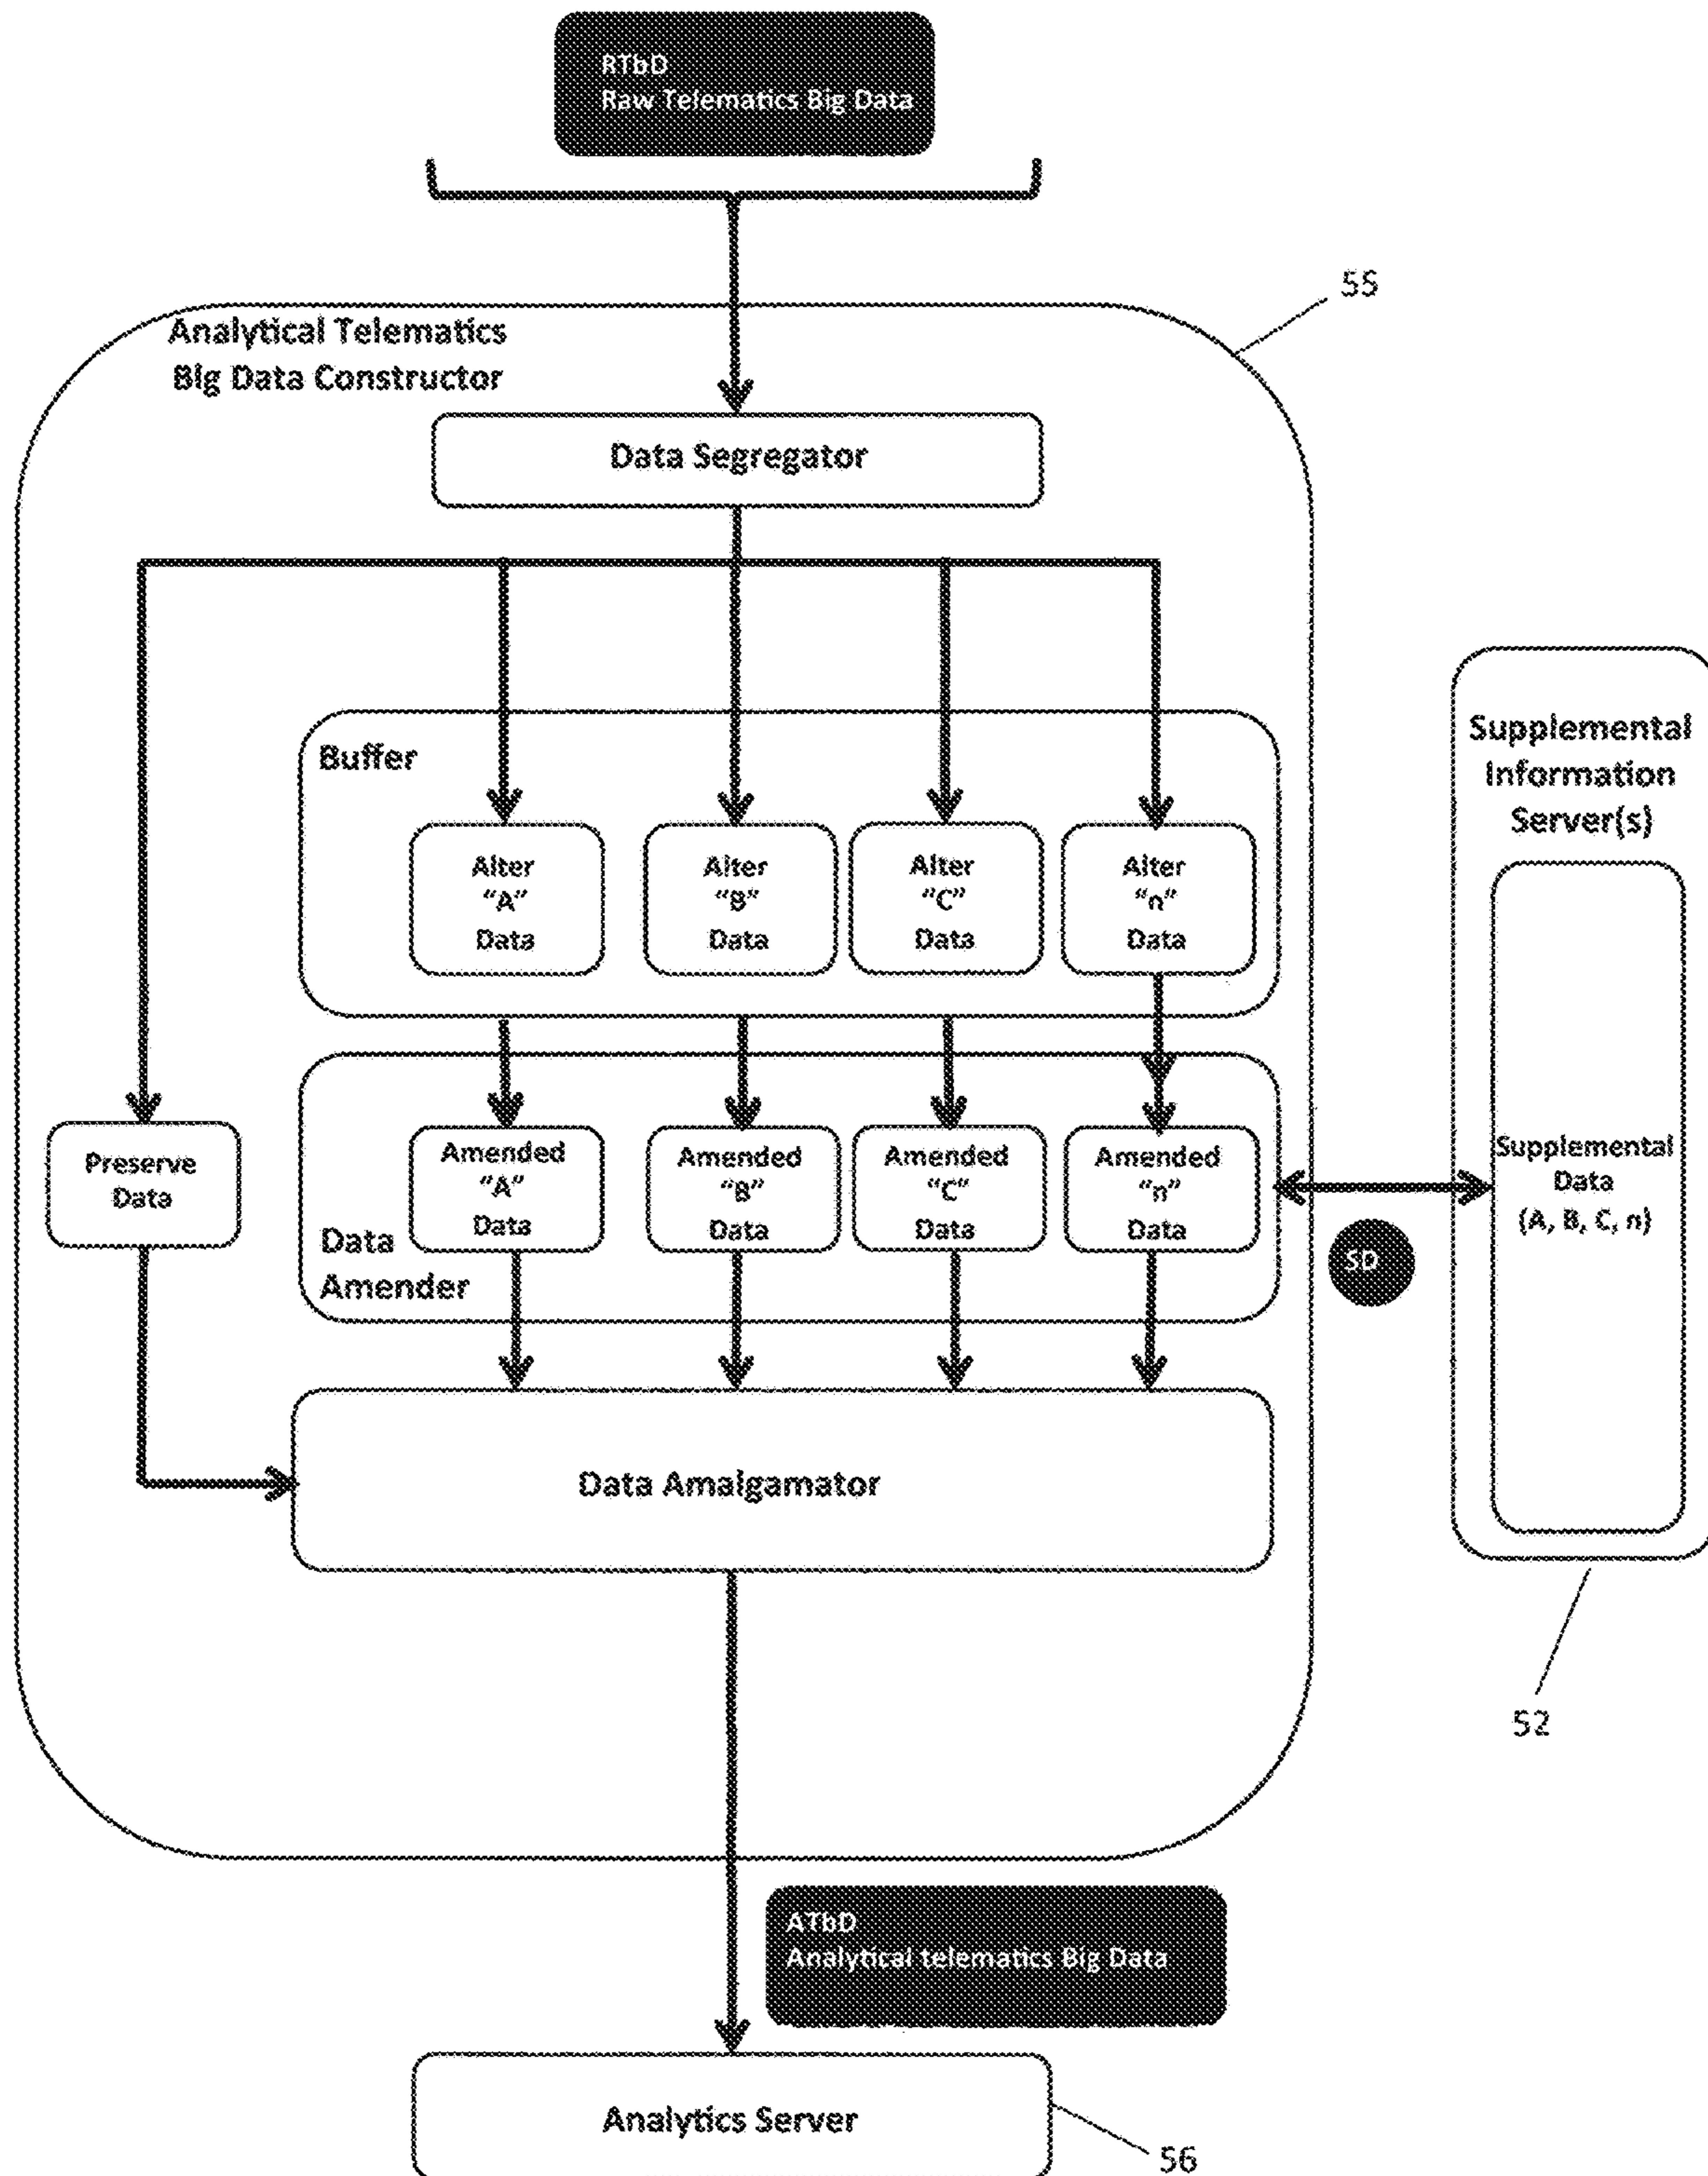 RTbD
Raw Telematics Big Data
55
Analytical Telematics
Big Data Constructor
Data Segregator
Buffer
Alter
“A”
Data
Alter
“B”
Data
Alter
“C”
Data
Alter
“n”
Data
Supplemental
Information
Server(s)
Preserve
Data
Amended
“A”
Data
Amended
“B”
Data
Amended
“C”
Data
Amended
“n”
Data
Data
Amender
Supplemental
Data
(A, B, C, n)
SD
Data Amalgamator
52
ATbD
Analytical telematics Big Data
Analytics Server
56